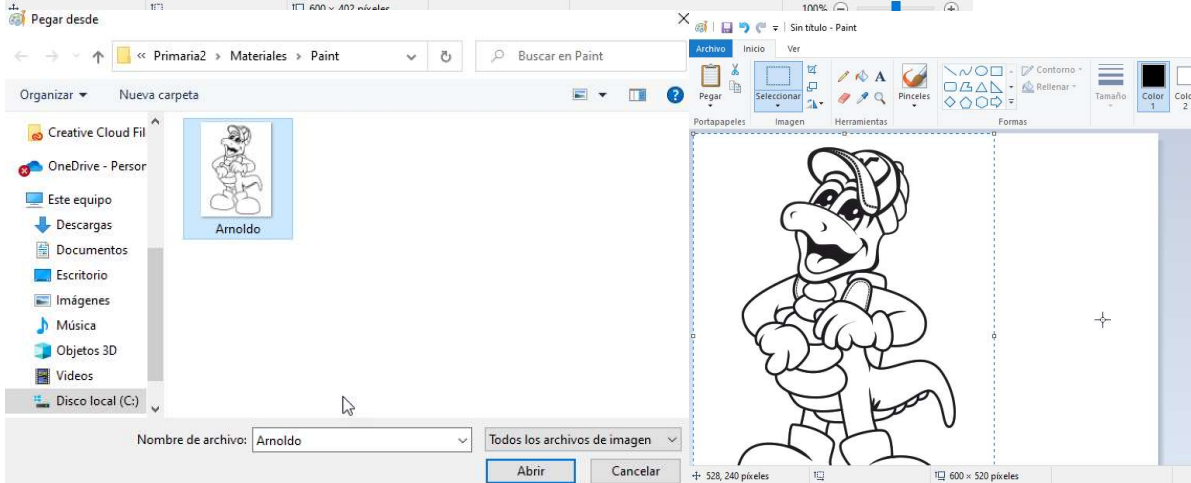 600 × 402 píxeles
100%
Pegar desde
« Primaria2 › Materiales › Paint
Buscar en Paint
Organizar
Nueva carpeta
Creative Cloud Fil
OneDrive - Person
Este equipo
Descargas
Documentos
Escritorio
Imágenes
Música
Objetos 3D
Videos
Disco local (C:)
Arnoldo
Nombre de archivo: Arnoldo
Todos los archivos de imagen
Abrir
Cancelar
Sin título - Paint
Archivo Inicio Ver
Pegar
Seleccionar
A
Pinceles
Contorno
Rellenar
Tamaño
Color 1
Colo 2
Portapapeles
Imagen
Herramientas
Formas
528, 240 píxeles
600 × 520 píxeles